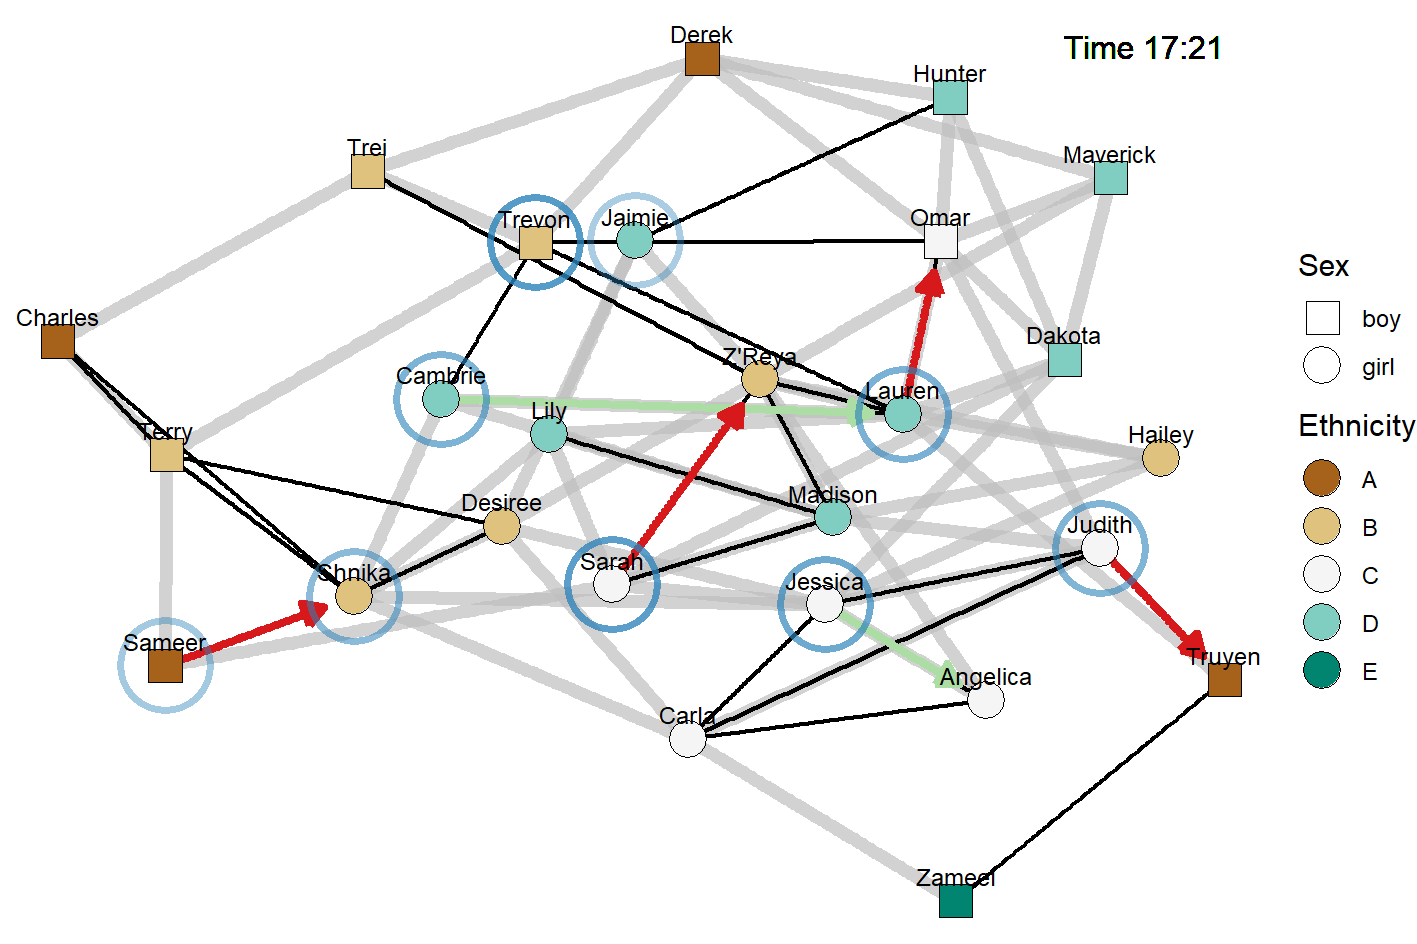 Derek
Time 17:21
Hunter
Trei
Maverick
Trevon
Jaimie
Omar
Sex
boy
girl
Charles
Dakota
Z'Reya
Cambrie
Lauren
Lily
Terry
Hailey
Ethnicity
A
B
C
D
E
Desiree
Madison
Judith
Sarah
Shnika
Jessica
Sameer
Truyen
Angelica
Carla
Zameel